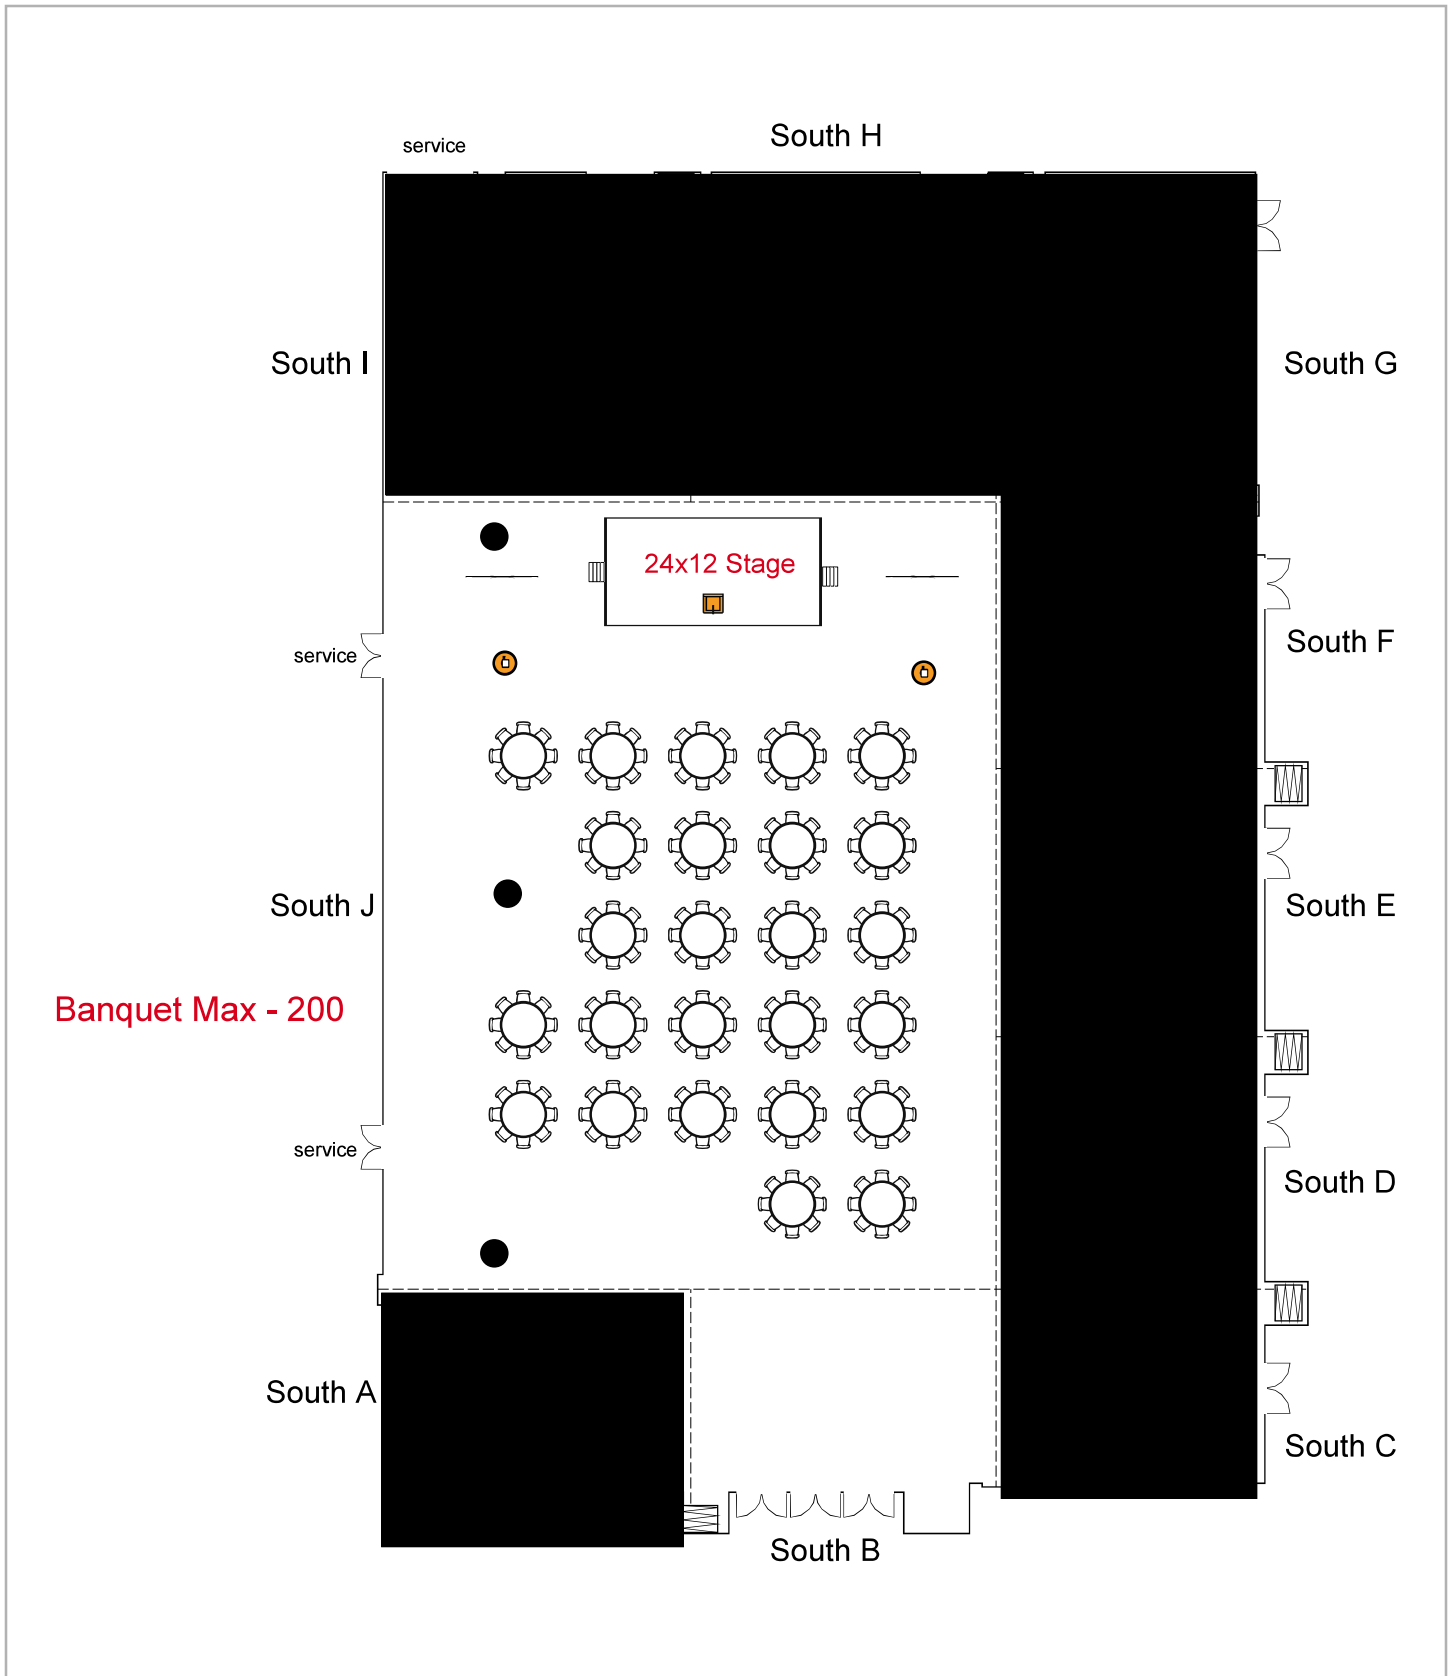 service
South H
South I
South G
24x12 Stage
South F
service
South J
South E
Banquet Max - 200
service
South D
South A
South C
South B